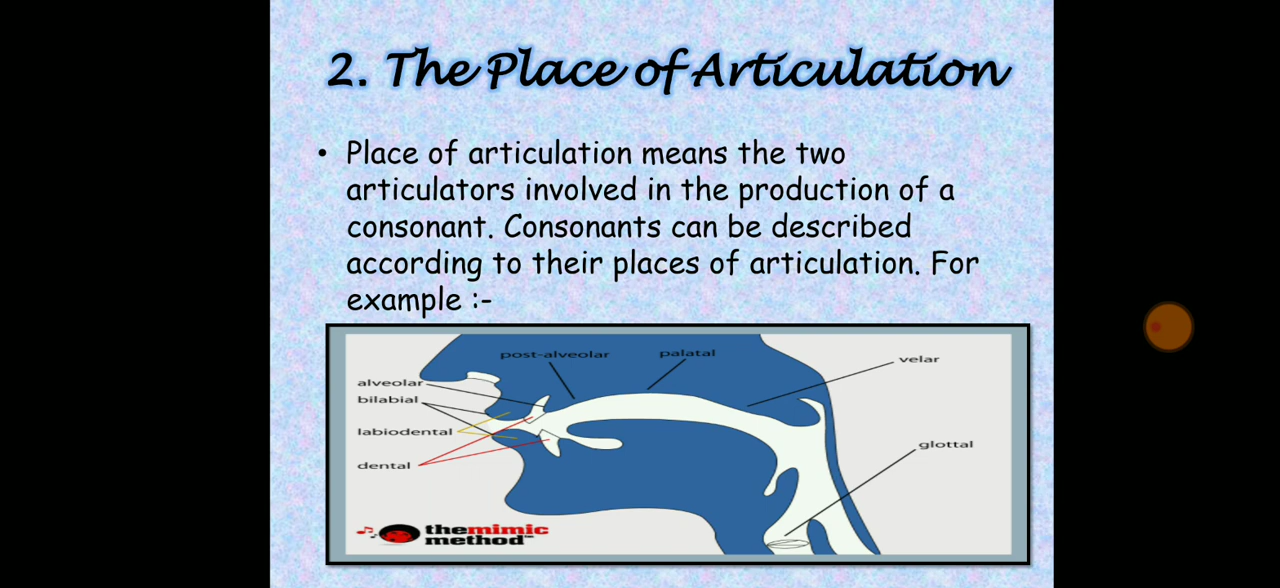 2. The Place of Articulation
• Place of articulation means the two
articulators involved in the production of a
consonant. Consonants can be described
according to their places of articulation. For
example :-
post-alveolar
palatal
velar
alveolar
bilabial
labiodental
glottal
dental
themimic
method™